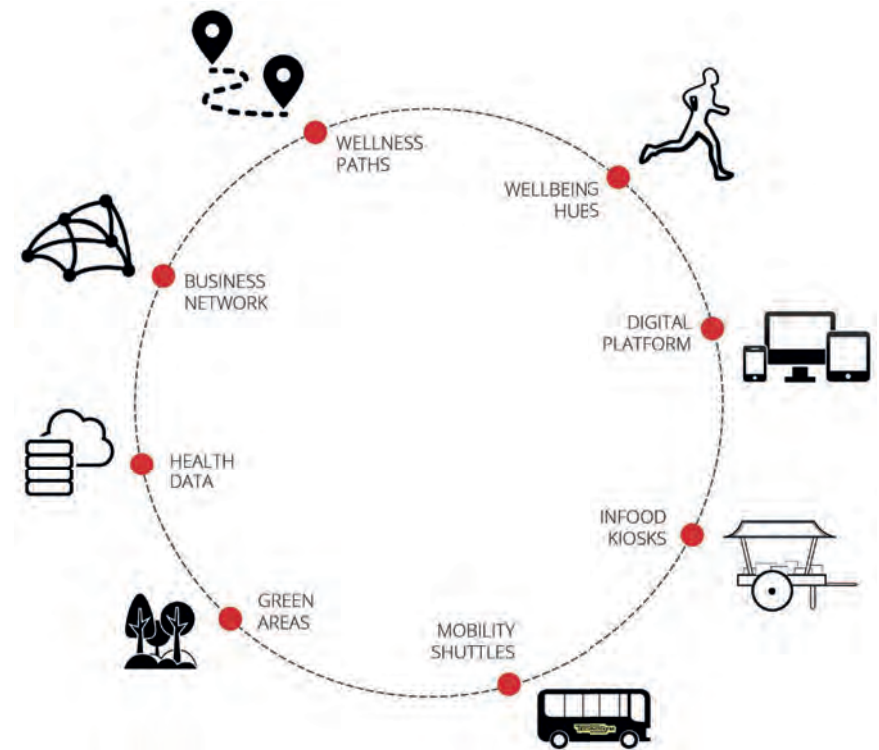 WELLNESS
PATHS
WELLBEING
HUES
BUSINESS
NETWORK
DIGITAL
PLATFORM
HEALTH
DATA
INFOOD
KIOSKS
GREEN
AREAS
MOBILITY
SHUTTLES